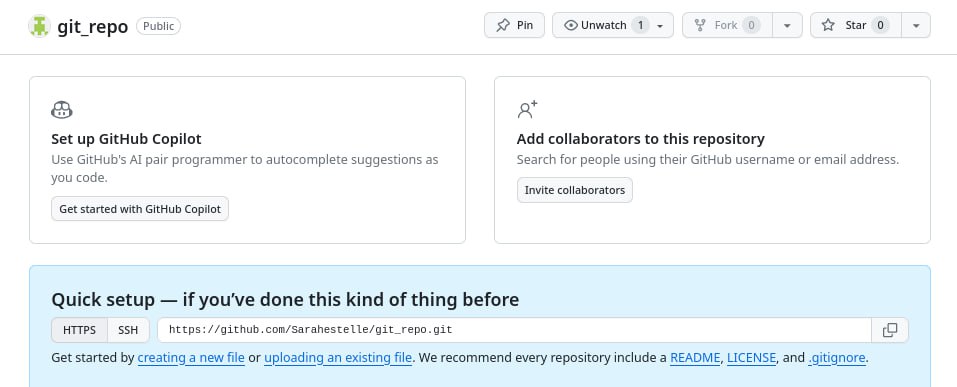 git_repo Public Pin Unwatch 1 Fork 0 Star 0
Set up GitHub Copilot
Use GitHub's AI pair programmer to autocomplete suggestions as
you code.
Get started with GitHub Copilot
Add collaborators to this repository
Search for people using their GitHub username or email address.
Invite collaborators
Quick setup — if you've done this kind of thing before
HTTPS SSH https://github.com/Sarahestelle/git_repo.git
Get started by creating a new file or uploading an existing file. We recommend every repository include a README, LICENSE, and .gitignore.